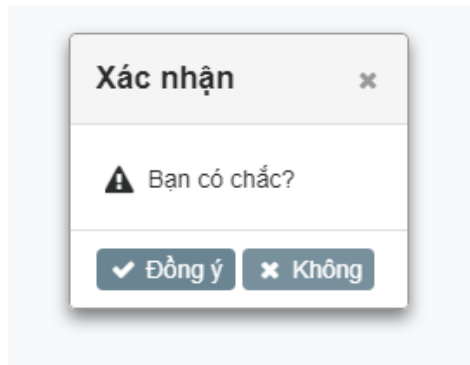 Xác nhận
Bạn có chắc?
Đồng ý Không